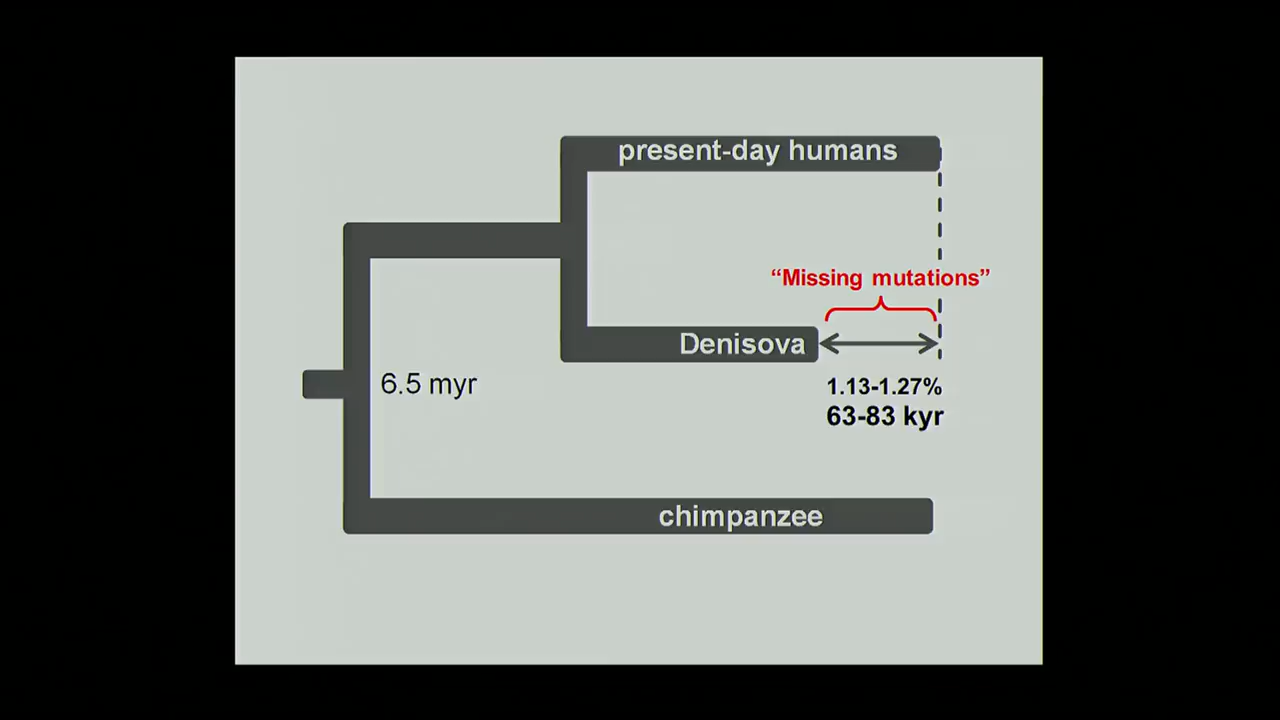 present-day humans
“Missing mutations”
Denisova
6.5 myr
1.13-1.27%
63-83 kyr
chimpanzee